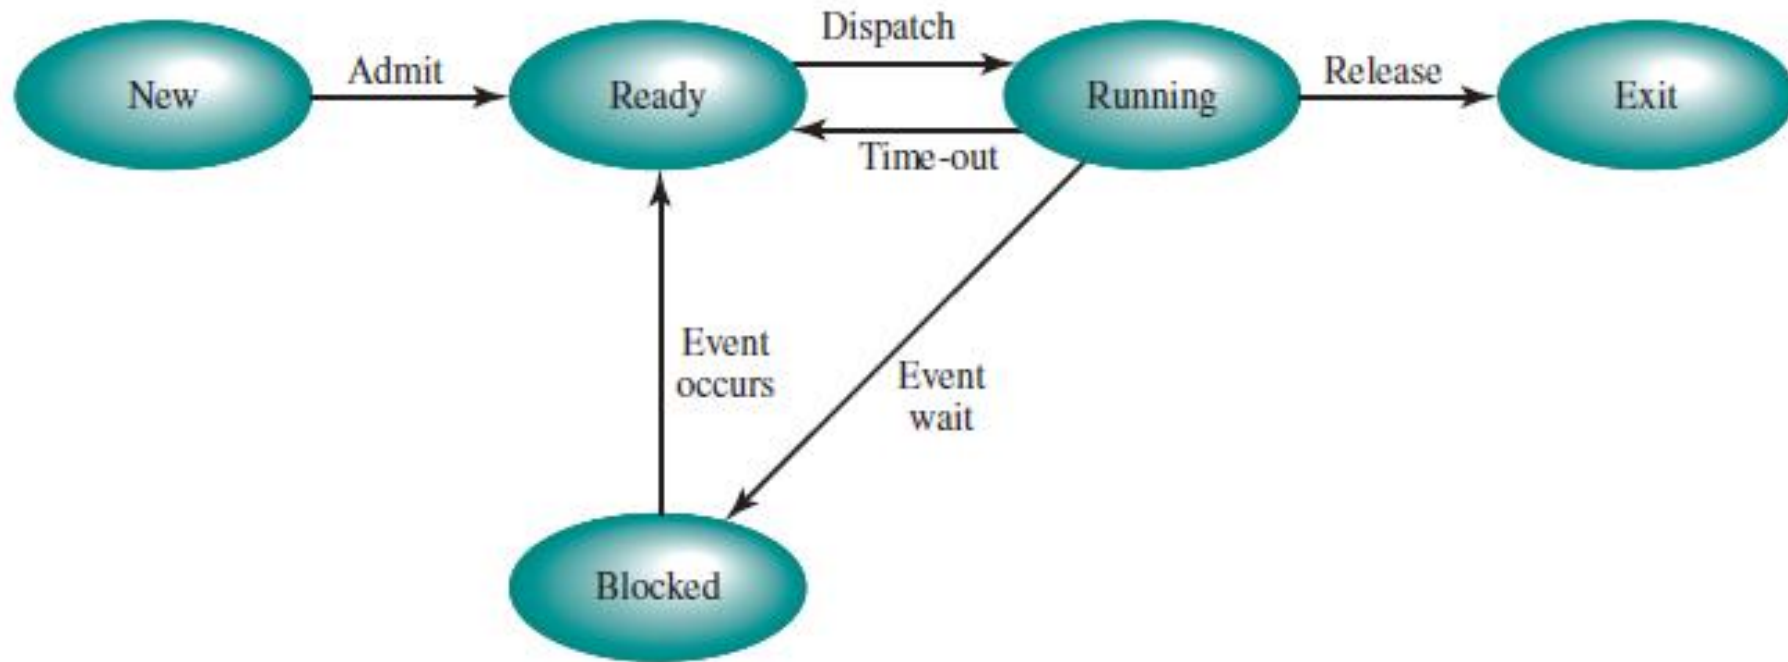 Dispatch
Admit
Release
New
Ready
Running
Exit
Time-out
Event
occurs
Event
wait
Blocked